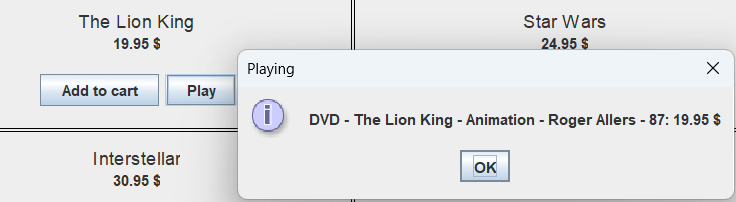 The Lion King
19.95 $
Add to cart
Play
Star Wars
24.95 $
Playing
i
DVD - The Lion King - Animation - Roger Allers - 87: 19.95 $
OK
Interstellar
30.95 $